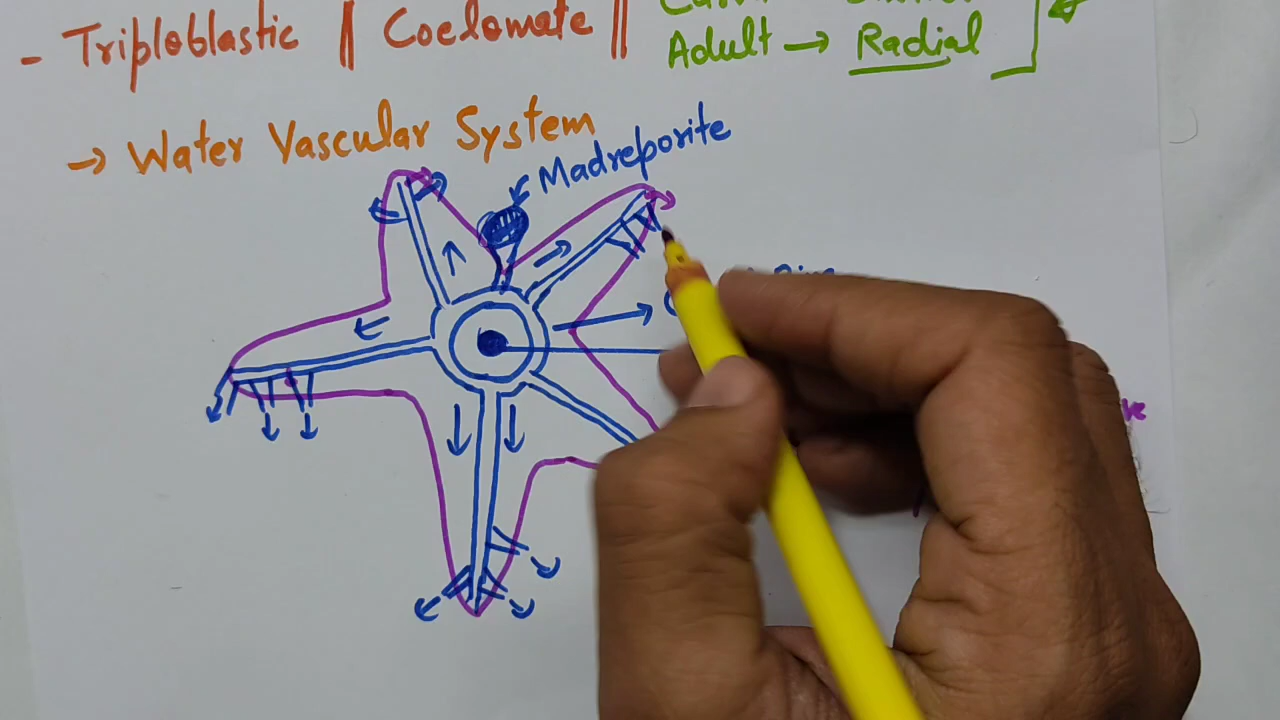 - Triploblastic || Coelomate ||
Adult → Radial
→ Water Vascular System
Madreporite